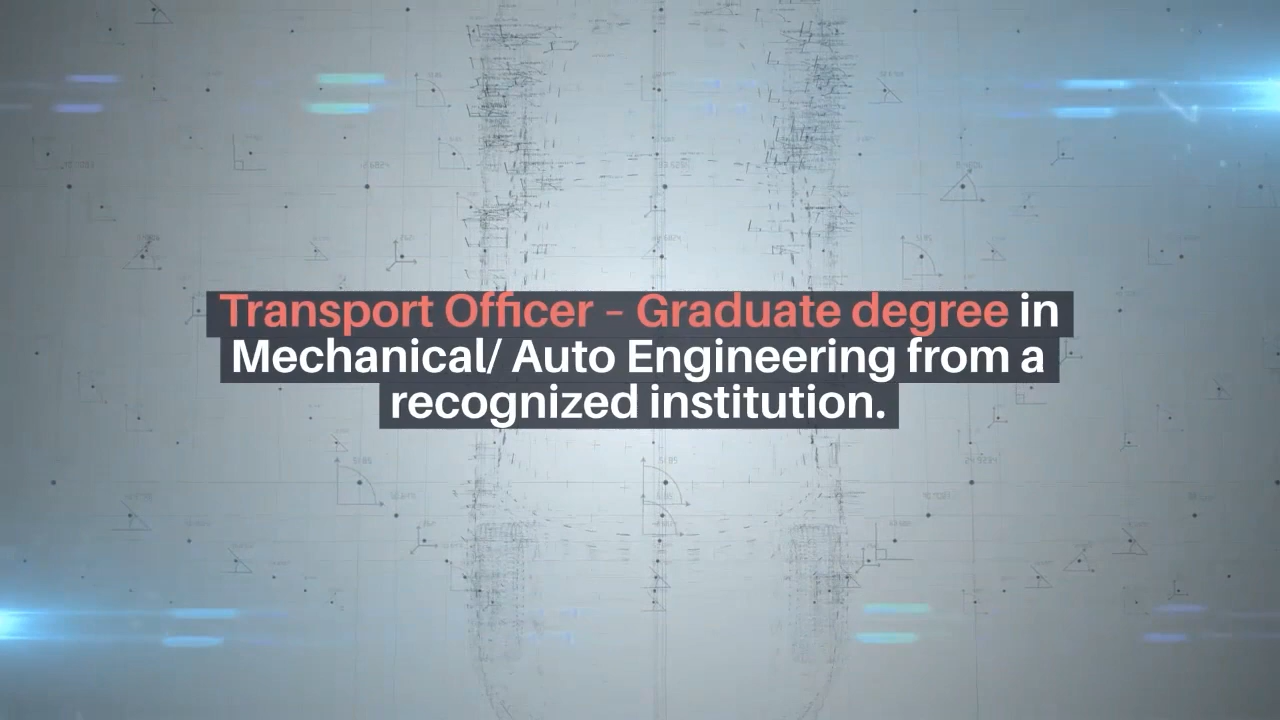 Transport Officer – Graduate degree in
Mechanical/ Auto Engineering from a
recognized institution.